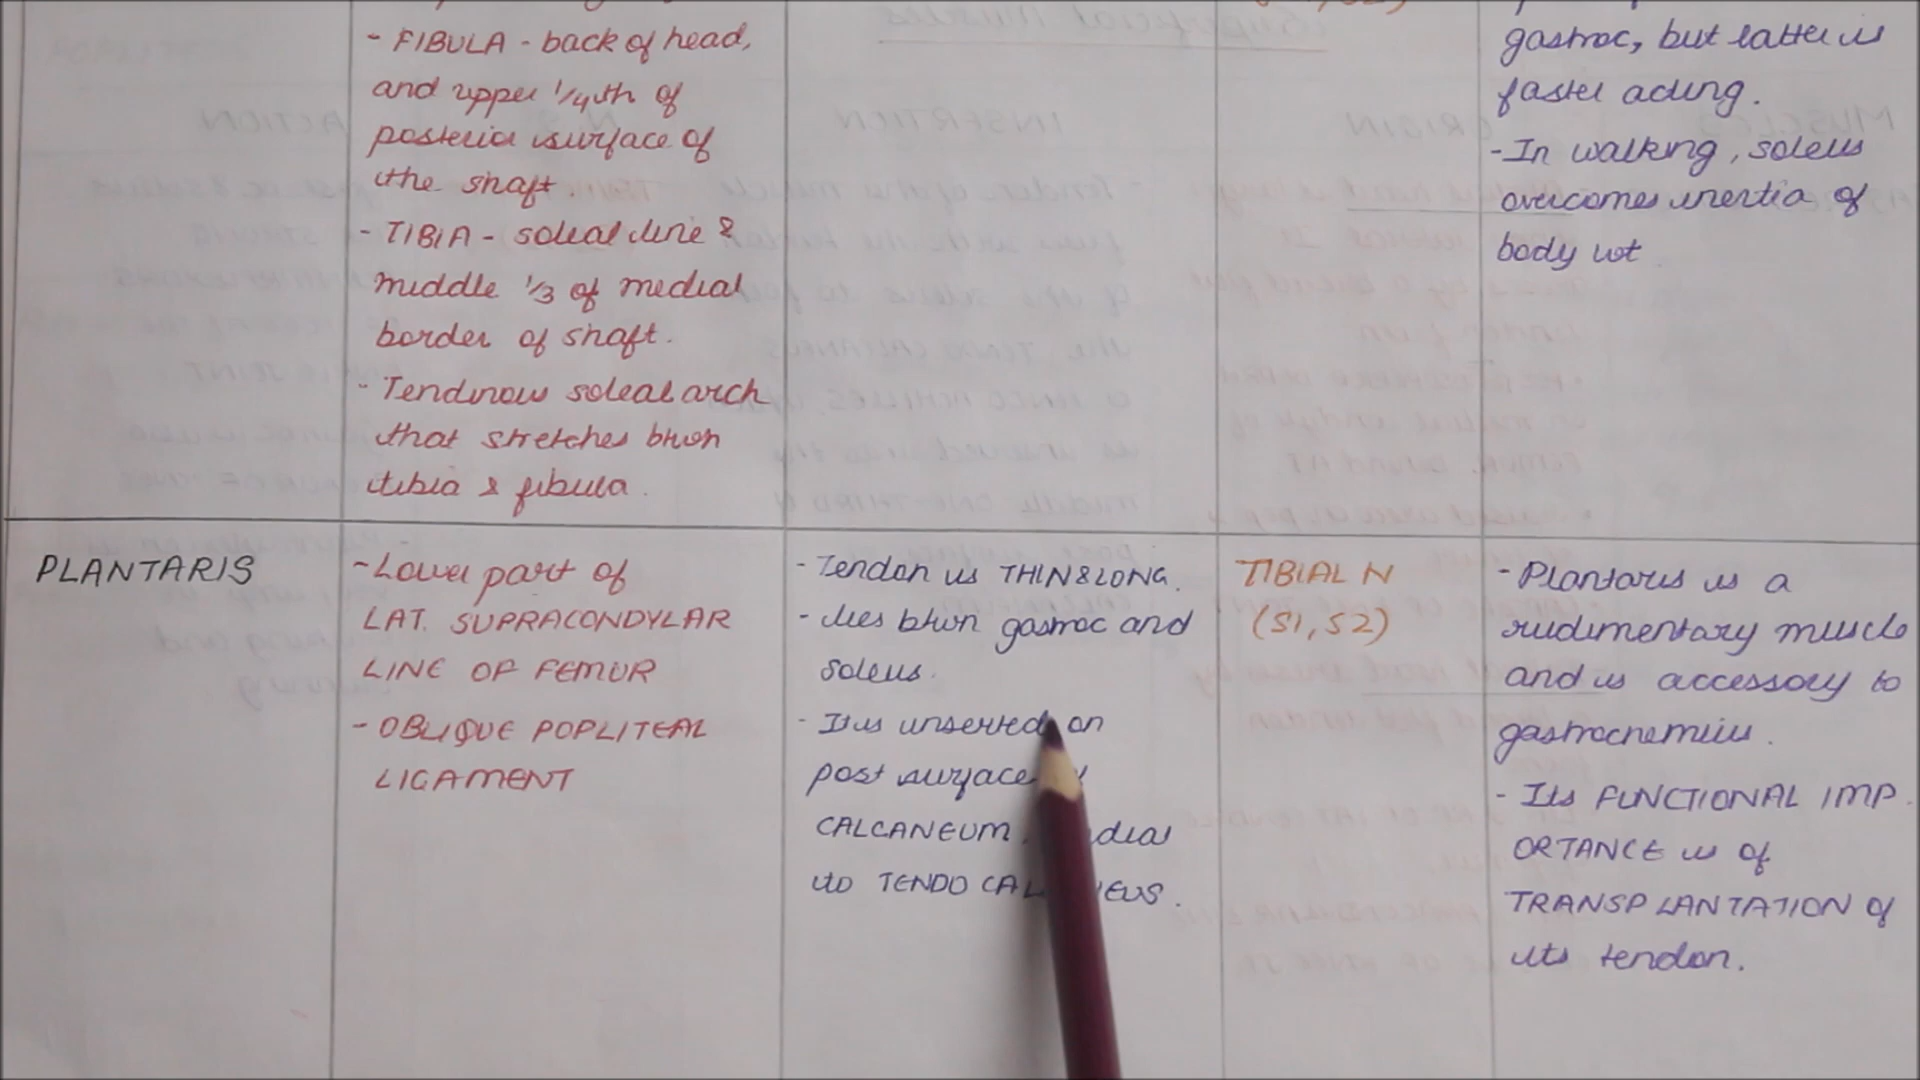 - FIBULA - back of head,
and upper 1/4th of
posterior surface of
the shaft.
- TIBIA - soleal line &
middle 1/3 of medial
border of shaft.
- Tendinous soleal arch
that stretches btwn
tibia & fibula.
gastroc, but latter is
faster acting.
- In walking, soleus
overcomes inertia of
body wt
PLANTARIS
- Lower part of
LAT. SUPRACONDYLAR
LINE OF FEMUR
- OBLIQUE POPLITEAL
LIGAMENT
- Tendon is THIN & LONG.
- lies btwn gastroc and
soleus.
- It is inserted on
post surface
CALCANEUM.
to TENDO
TIBIAL N
(S1, S2)
- Plantaris is a
rudimentary muscle
and is accessory to
gastrocnemius.
- Its FUNCTIONAL IMP
ORTANCE is of
TRANSPLANTATION of
its tendon.